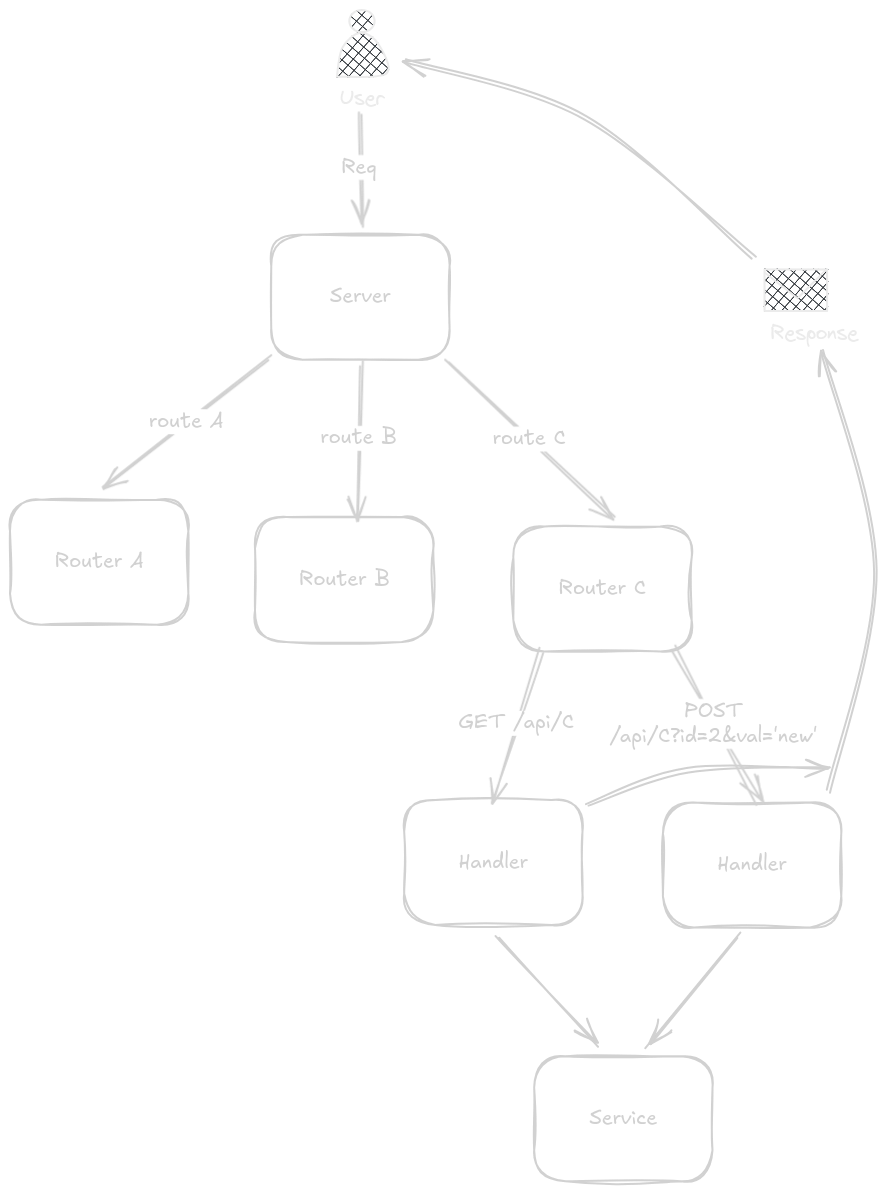 User
Req
Server
Response
route A
route B
route C
Router A
Router B
Router C
GET /api/C
POST
/api/C?id=2&val='new'
Handler
Handler
Service